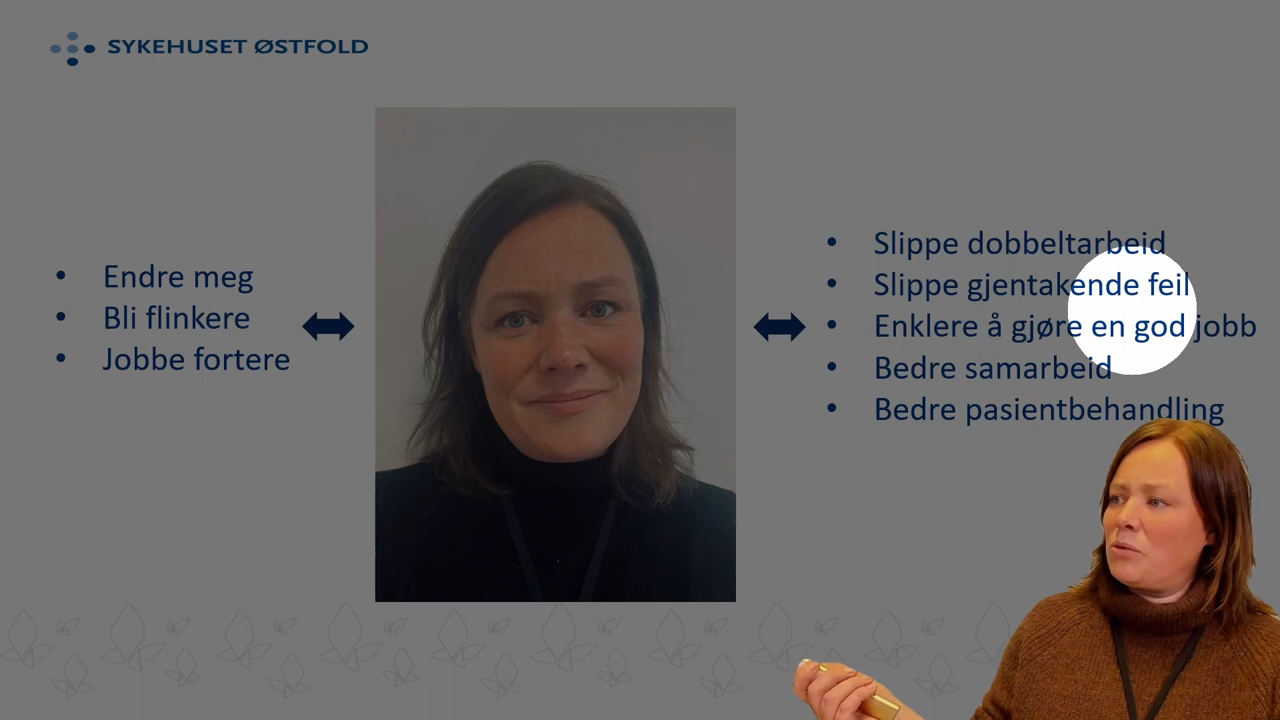 SYKEHUSET ØSTFOLD
• Endre meg
• Bli flinkere
• Jobbe fortere
• Slippe dobbeltarbeid
• Slippe gjentakende feil
• Enklere å gjøre en god jobb
• Bedre samarbeid
• Bedre pasientbehandling